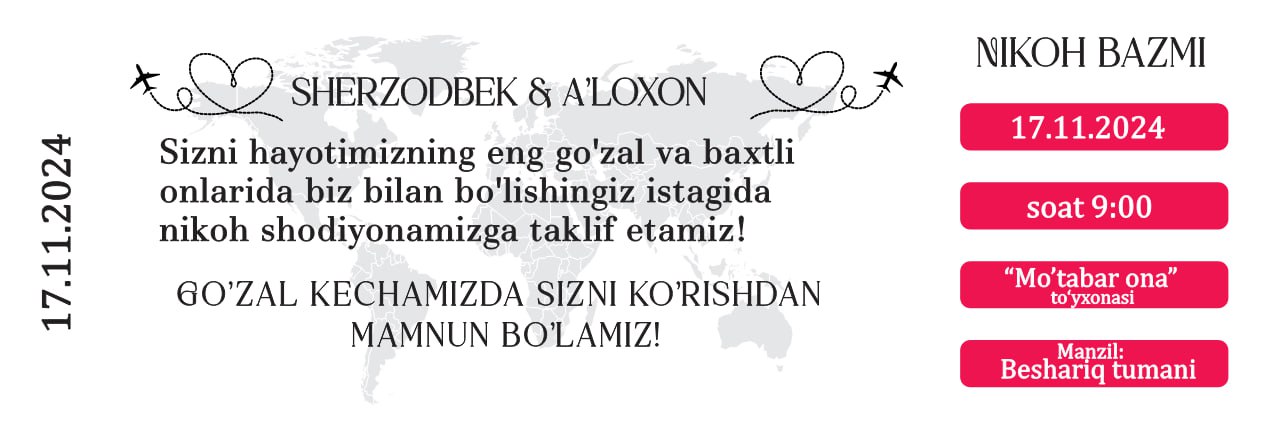 17.11.2024
SHERZODBEK & A’LOXON
Sizni hayotimizning eng go'zal va baxtli
onlarida biz bilan bo'lishingiz istagida
nikoh shodiyonamizga taklif etamiz!
GO’ZAL KECHAMIZDA SIZNI KO’RISHDAN
MAMNUN BO’LAMIZ!
NIKOH BAZMI
17.11.2024
soat 9:00
“Mo’tabar ona”
to‘yxonasi
Manzil:
Beshariq tumani